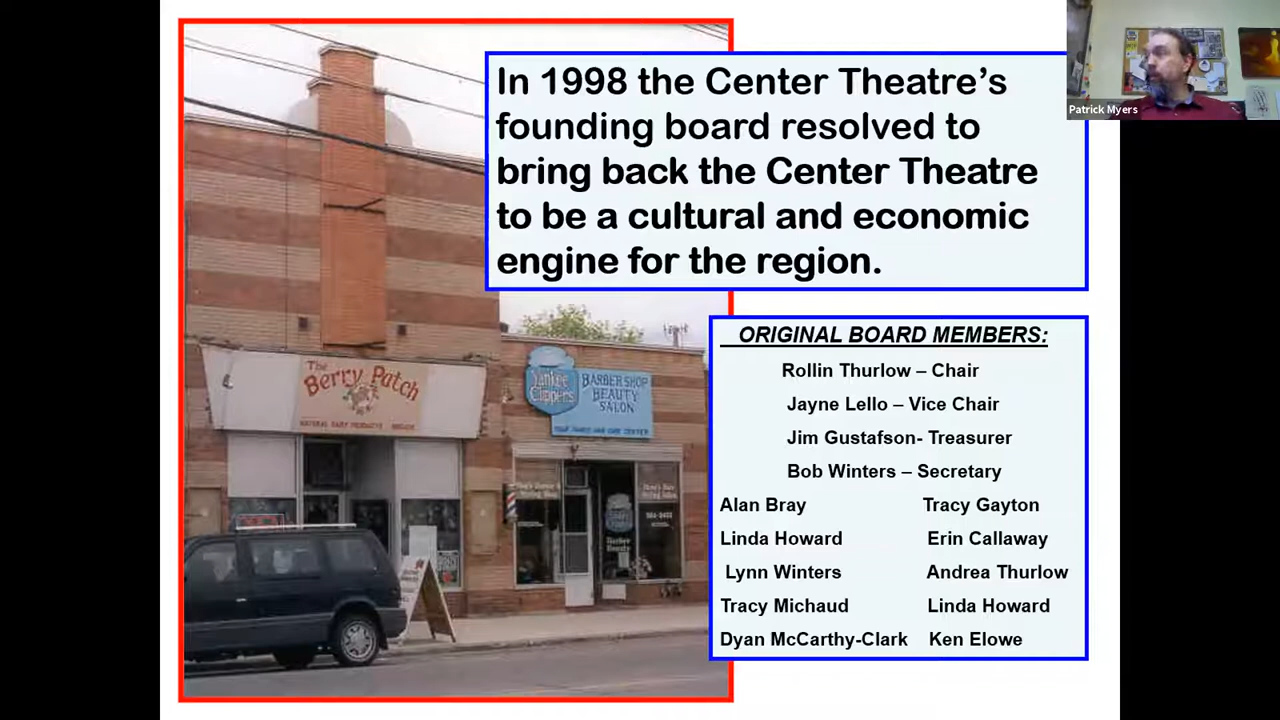 In 1998 the Center Theatre's
founding board resolved to
bring back the Center Theatre
to be a cultural and economic
engine for the region.
Patrick Myers
ORIGINAL BOARD MEMBERS:
Rollin Thurlow – Chair
Jayne Lello – Vice Chair
Jim Gustafson- Treasurer
Bob Winters – Secretary
Alan Bray Tracy Gayton
Linda Howard Erin Callaway
Lynn Winters Andrea Thurlow
Tracy Michaud Linda Howard
Dyan McCarthy-Clark Ken Elowe
The
Berry Patch
Yankee
Clippers
BARBER SHOP
BEAUTY
SALON